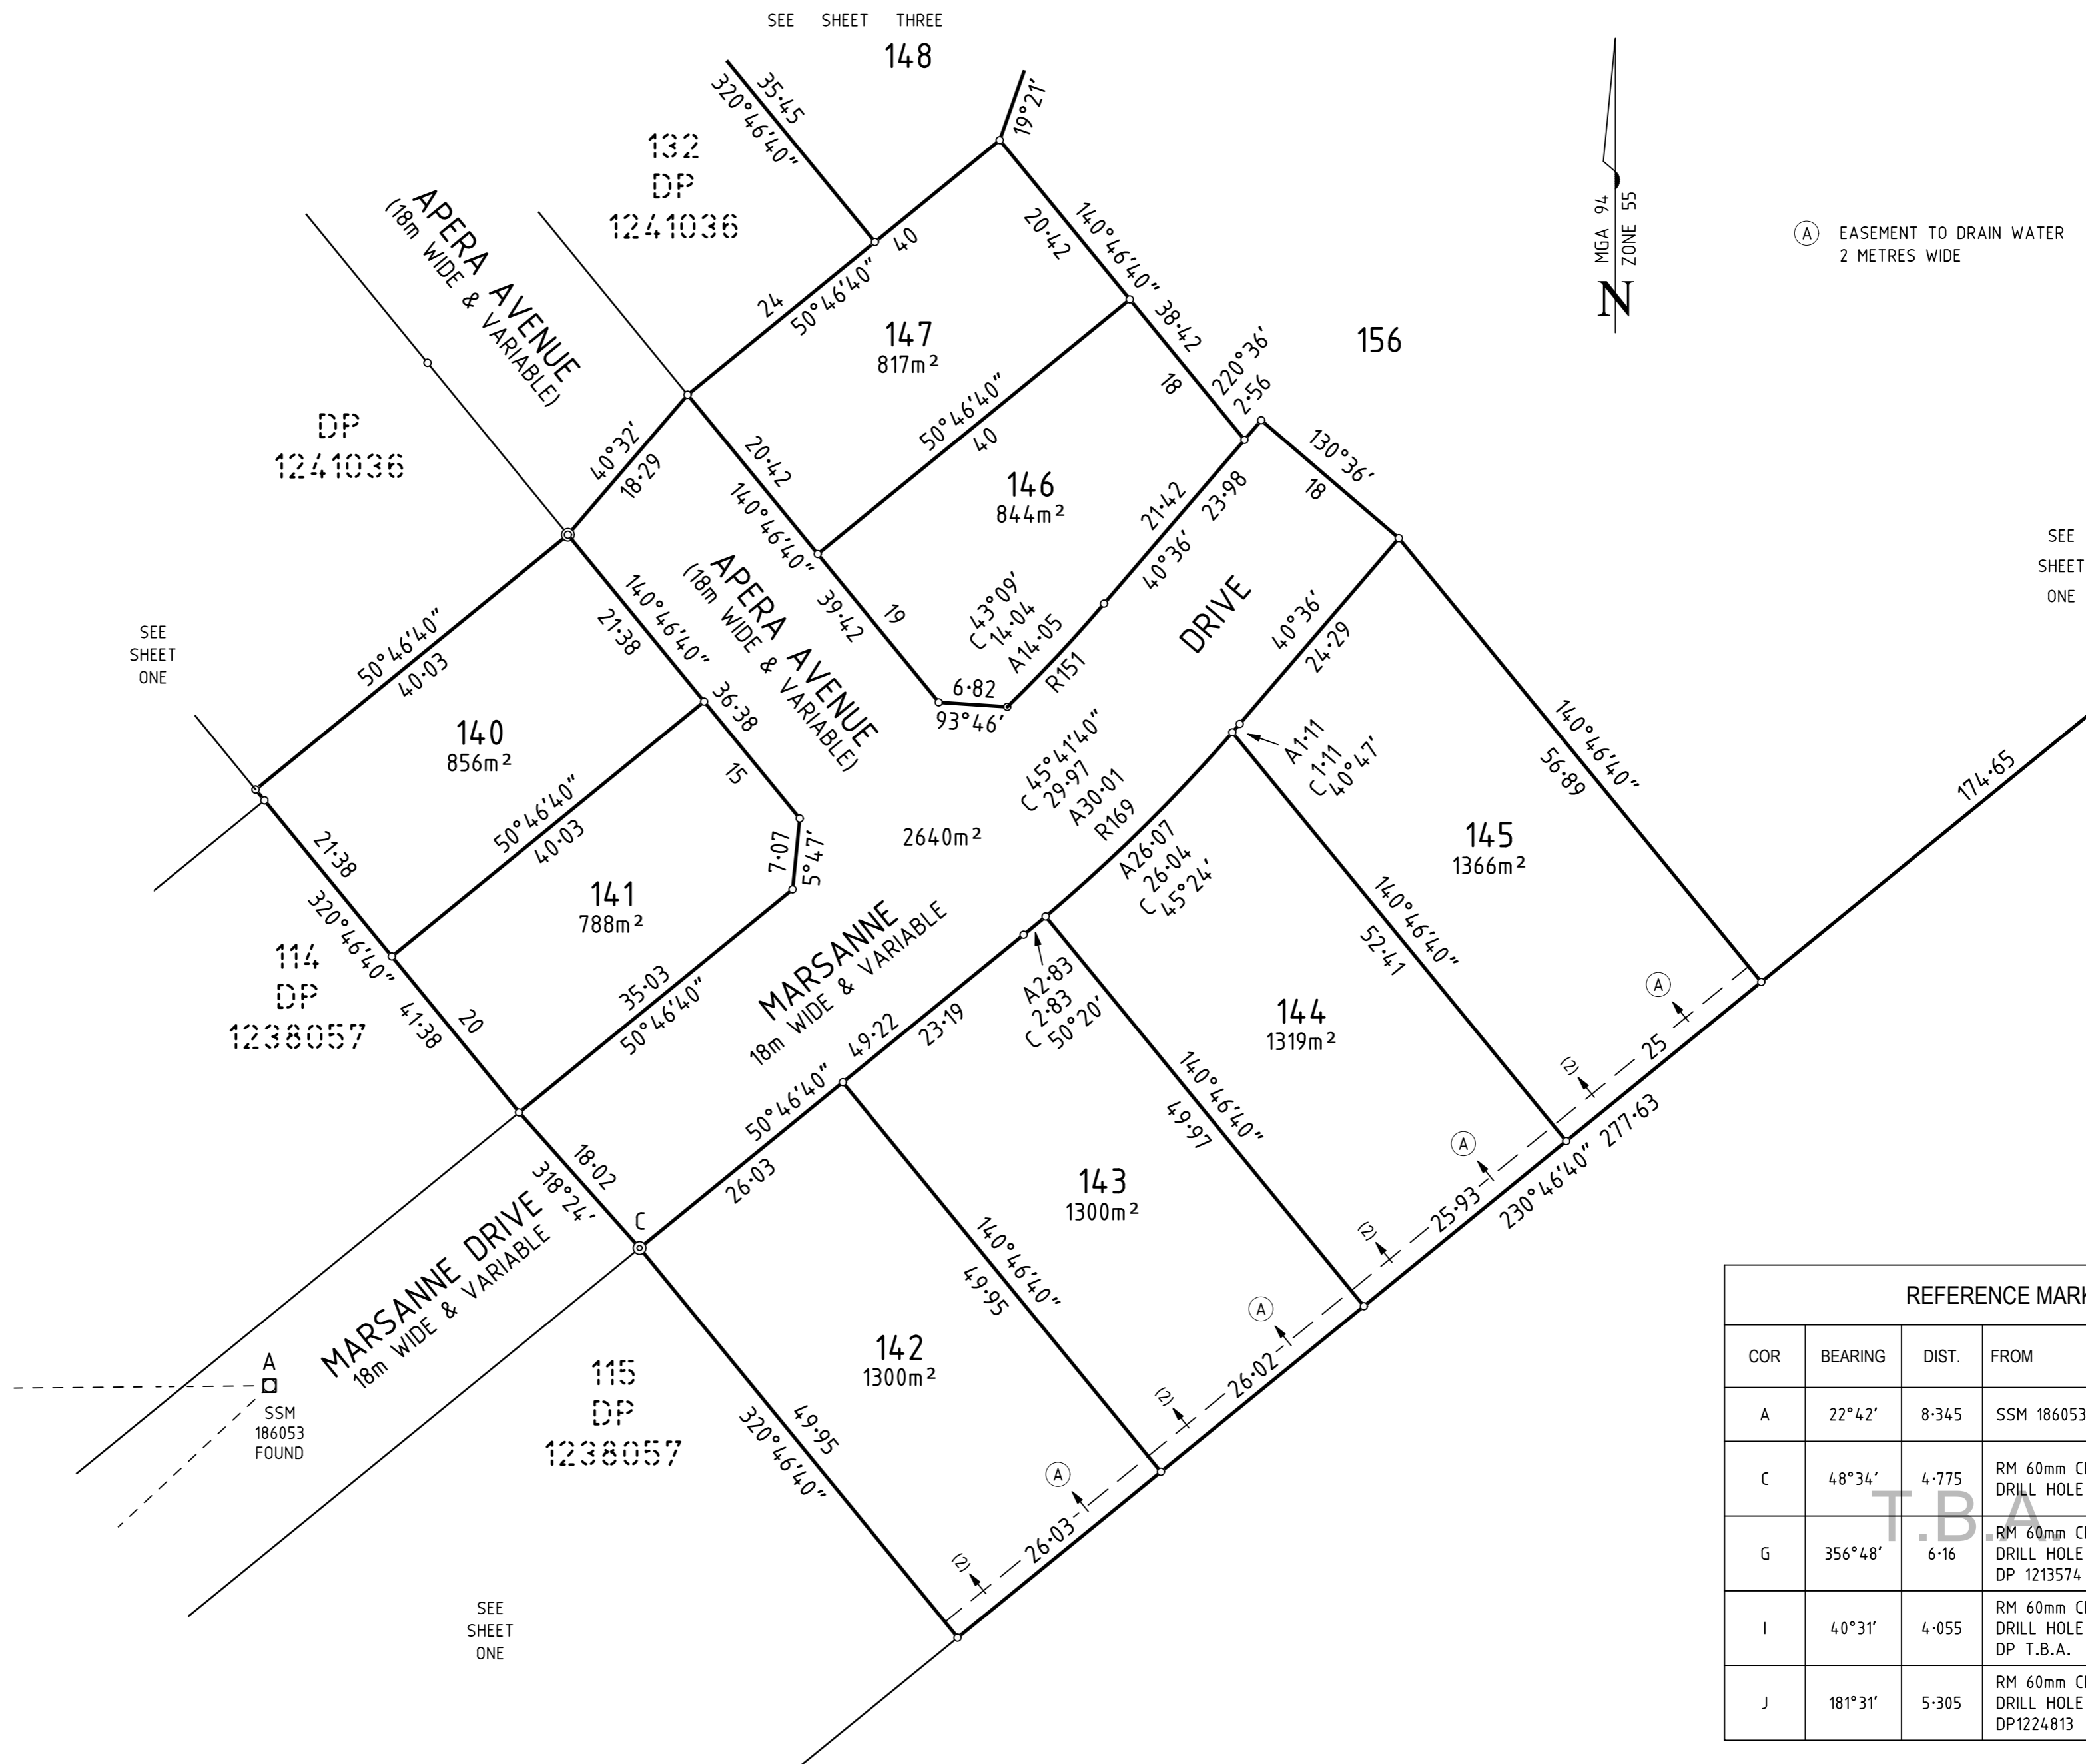 SEE SHEET THREE
148
35·45
320°46'40"
19°21'
132
DP
1241036
APERA AVENUE
(18m WIDE & VARIABLE)
40
24
50°46'40"
20·42
140°46'40"
38·42
147
817m²
18
220°36'
2·56
156
MGA 94
ZONE 55
N
A EASEMENT TO DRAIN WATER
2 METRES WIDE
DP
1241036
40°32'
18·29
20·42
140°46'40"
39·42
19
50°46'40"
40
146
844m²
21·42
23·98
40°36'
130°36'
18
SEE
SHEET
ONE
SEE
SHEET
ONE
50°46'40"
40·03
140
856m²
140°46'40"
21·38
36·38
15
APERA AVENUE
(18m WIDE & VARIABLE)
43°09'
C 14·04
A14·05
R151
6·82
93°46'
DRIVE
40°36'
24·29
A1·11
1·11
C 40°47'
140°46'40"
56·89
174·65
50°46'40"
40·03
141
788m²
7·07
5°47'
2640m²
45°41'40"
C 29·97
A30·01
R169
A26·07
26·04
C 45°24'
145
1366m²
21·38
320°46'40"
41·38
20
114
DP
1238057
35·03
50°46'40"
MARSANNE
18m WIDE & VARIABLE
49·22
23·19
A2·83
2·83
C 50°20'
140°46'40"
52·41
144
1319m²
A
(2)
25
277·63
230°46'40"
50°46'40"
26·03
18·02
318°24'
C
MARSANNE DRIVE
18m WIDE & VARIABLE
143
1300m²
140°46'40"
49·97
A
(2)
25·93
A
SSM
186053
FOUND
115
DP
1238057
142
1300m²
140°46'40"
49·95
320°46'40"
49·95
A
(2)
26·02
A
(2)
26·03
SEE
SHEET
ONE
REFERENCE MAR
COR BEARING DIST. FROM
A 22°42' 8·345 SSM 186053
C 48°34' 4·775 RM 60mm C
DRILL HOLE
G 356°48' 6·16 RM 60mm C
DRILL HOLE
DP 1213574
I 40°31' 4·055 RM 60mm C
DRILL HOLE
DP T.B.A.
J 181°31' 5·305 RM 60mm C
DRILL HOLE
DP1224813
T.B.A.